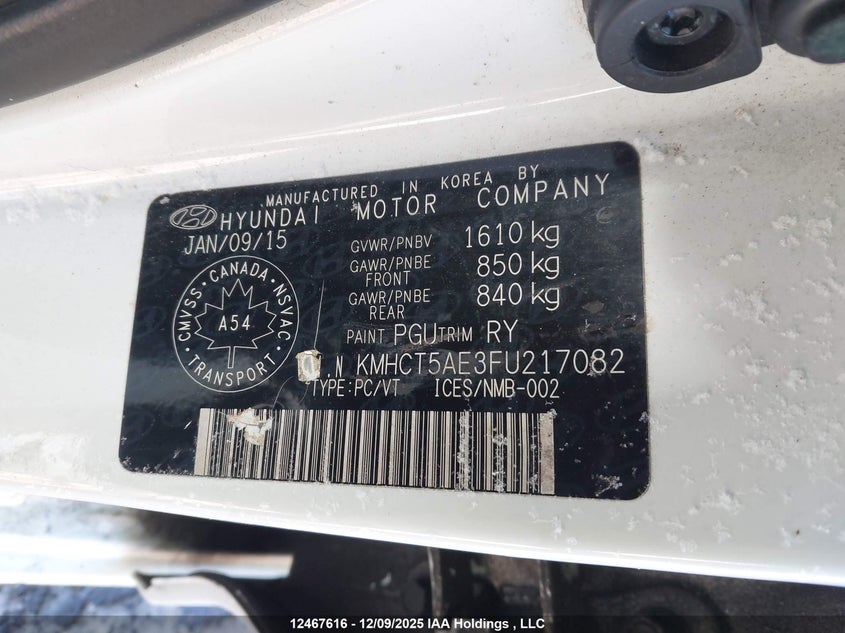 MANUFACTURED IN KOREA BY
HYUNDAI MOTOR COMPANY
JAN/09/15
GVWR/PNBV 1610 kg
GAWR/PNBE FRONT 850 kg
GAWR/PNBE REAR 840 kg
CMVSS · CANADA · NSVAC
A54
TRANSPORT
PAINT PGU TRIM RY
.N KMHCT5AE3FU217082
TYPE:PC/VT ICES/NMB-002
12467616 - 12/09/2025 IAA Holdings , LLC